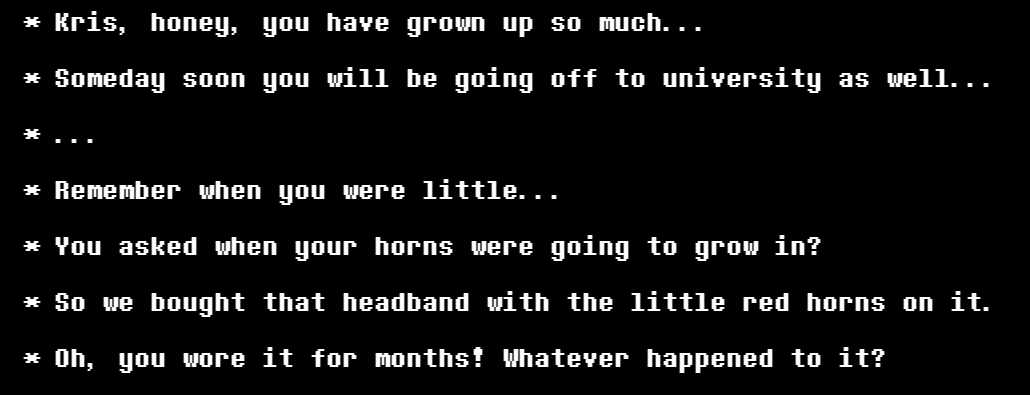 * Kris, honey, you have grown up so much...
* Someday soon you will be going off to university as well...
* ...
* Remember when you were little...
* You asked when your horns were going to grow in?
* So we bought that headband with the little red horns on it.
* Oh, you wore it for months! Whatever happened to it?